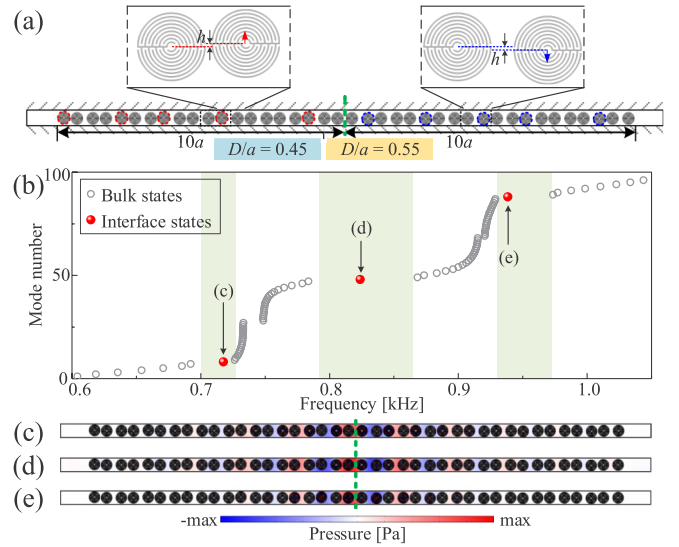 (a)
h
h
10a
10a
D/a = 0.45
D/a = 0.55
(b)
100
50
0
Mode number
Bulk states
Interface states
(c)
(d)
(e)
0.6
0.7
0.8
0.9
1.0
Frequency [kHz]
(c)
(d)
(e)
-max
max
Pressure [Pa]